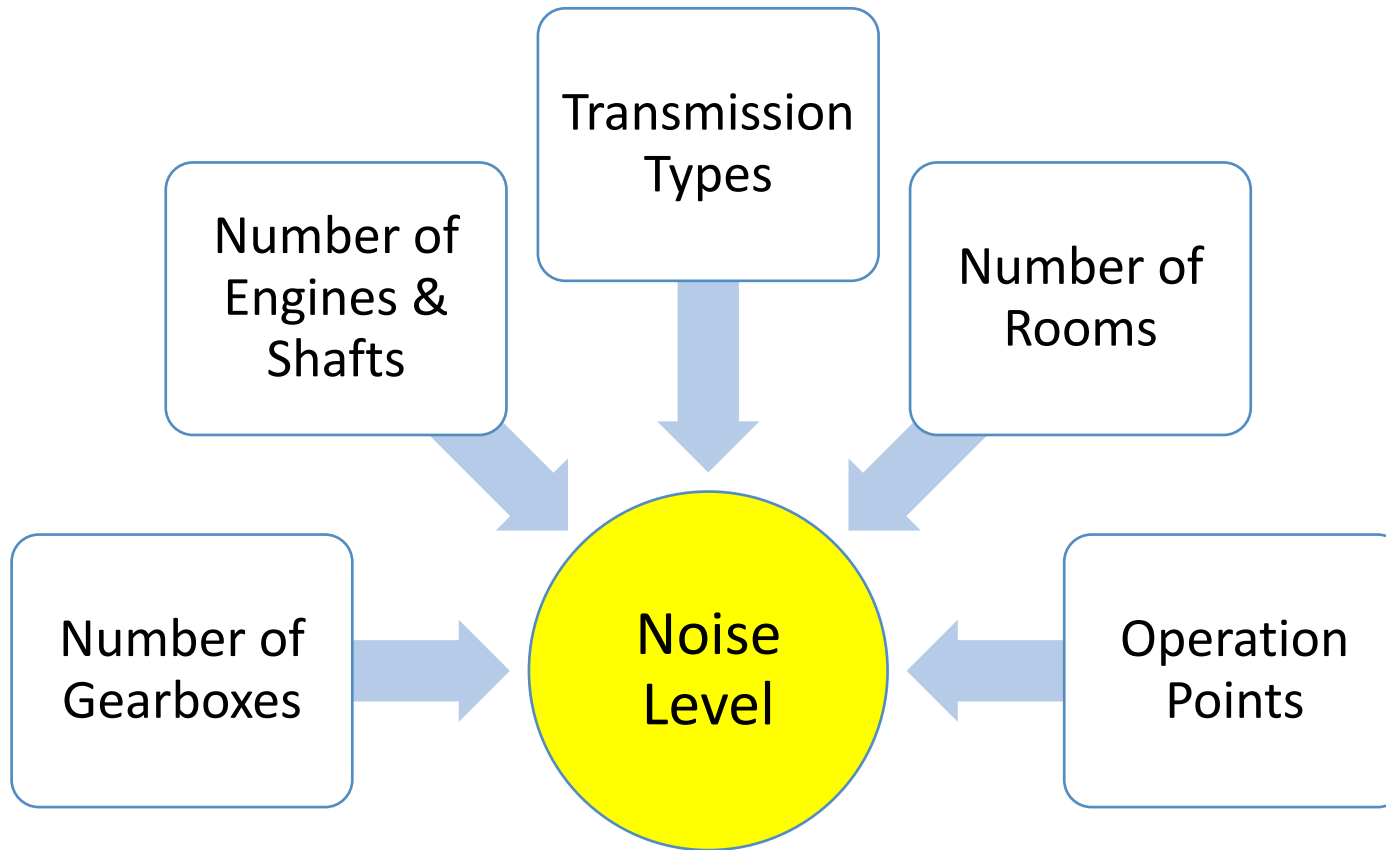 Transmission
Types
Number of
Engines &
Shafts
Number of
Rooms
Number of
Gearboxes
Noise
Level
Operation
Points